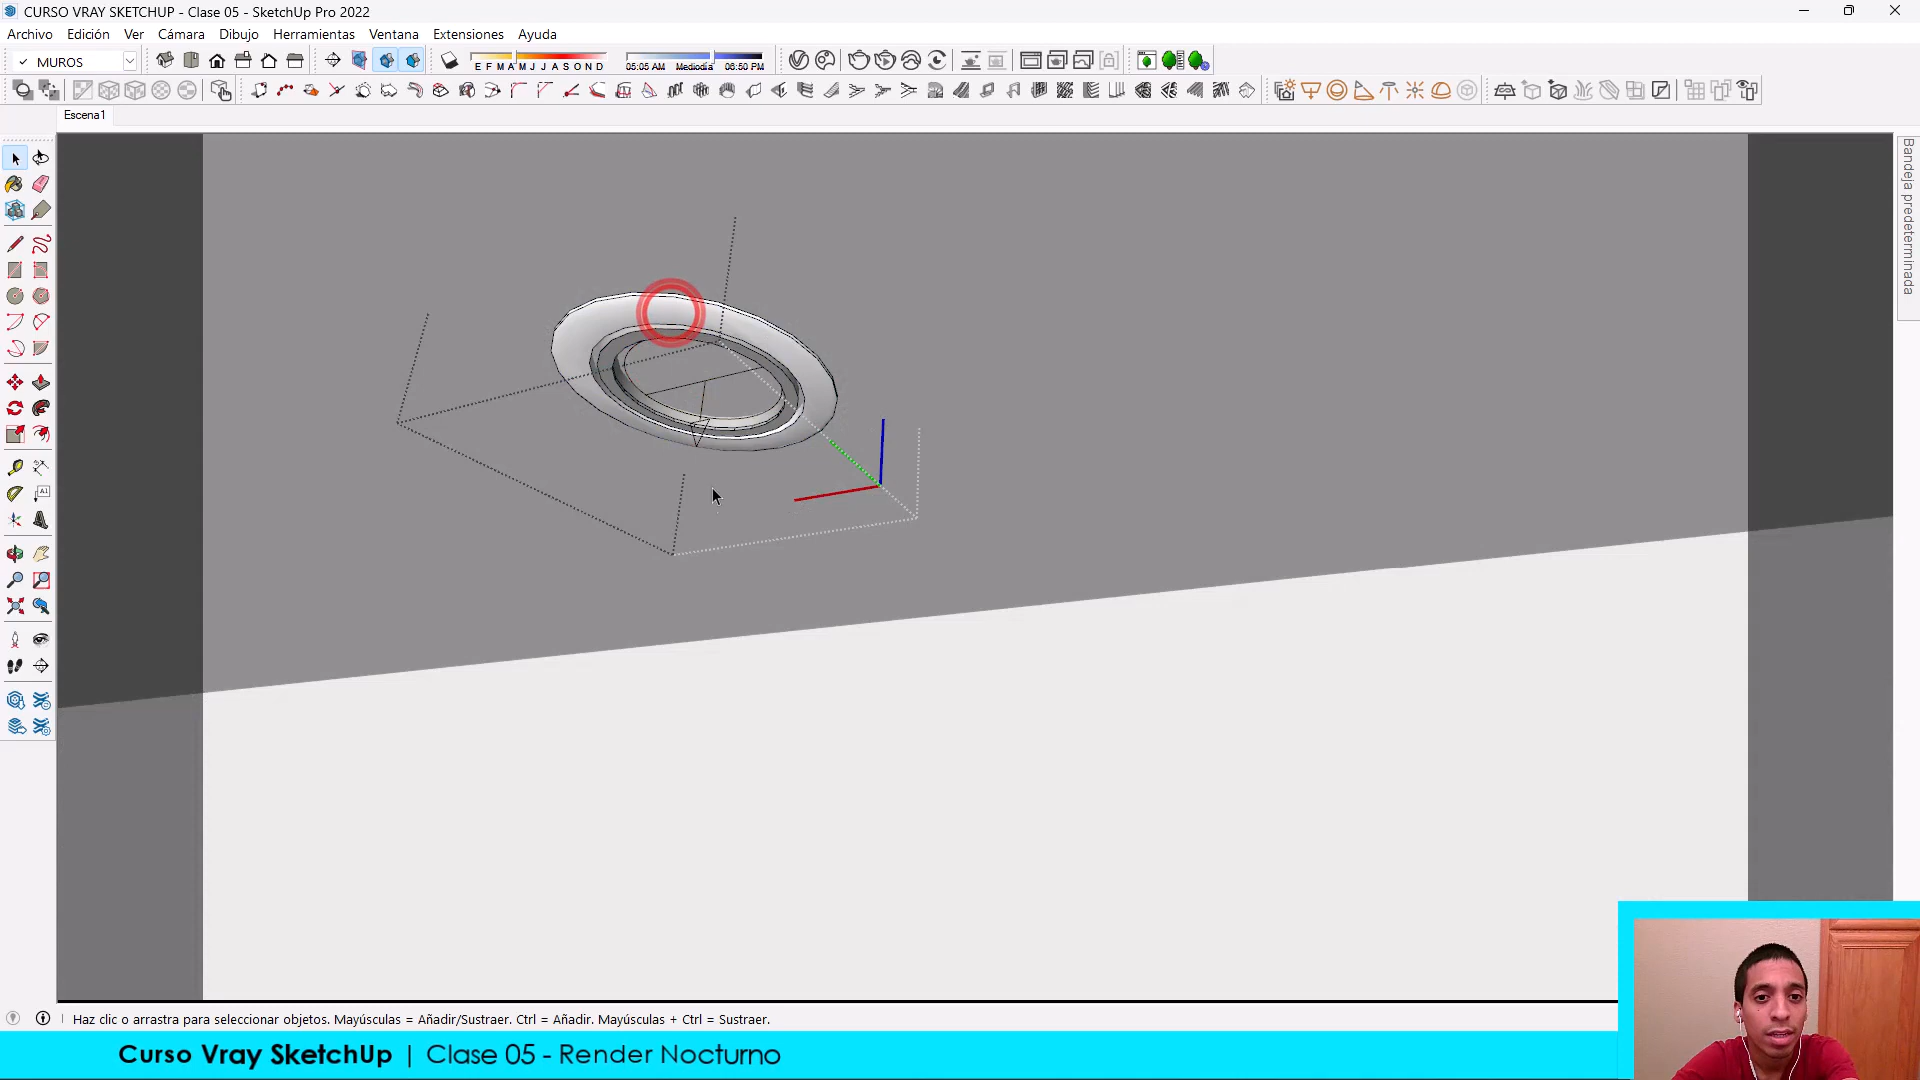 CURSO VRAY SKETCHUP - Clase 05 - SketchUp Pro 2022
Archivo Edición Ver Cámara Dibujo Herramientas Ventana Extensiones Ayuda
MUROS
E F M A M J J A S O N D
05:05 AM Mediodía 06:50 PM
Escena1
A1
Bandeja predeterminada
Haz clic o arrastra para seleccionar objetos. Mayúsculas = Añadir/Sustraer. Ctrl = Añadir. Mayúsculas + Ctrl = Sustraer.
Curso Vray SketchUp | Clase 05 - Render Nocturno